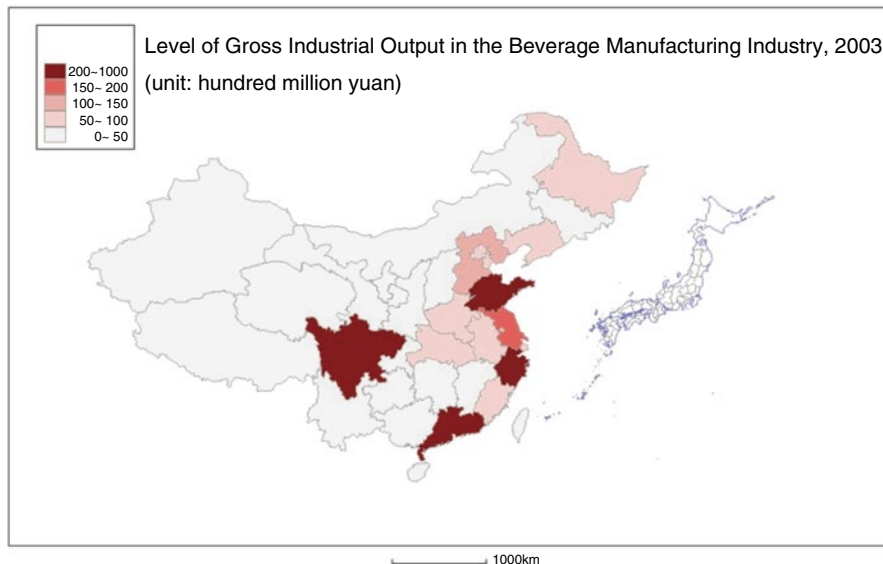 Level of Gross Industrial Output in the Beverage Manufacturing Industry, 2003
(unit: hundred million yuan)
200~1000
150~ 200
100~ 150
50~ 100
0~ 50
1000km